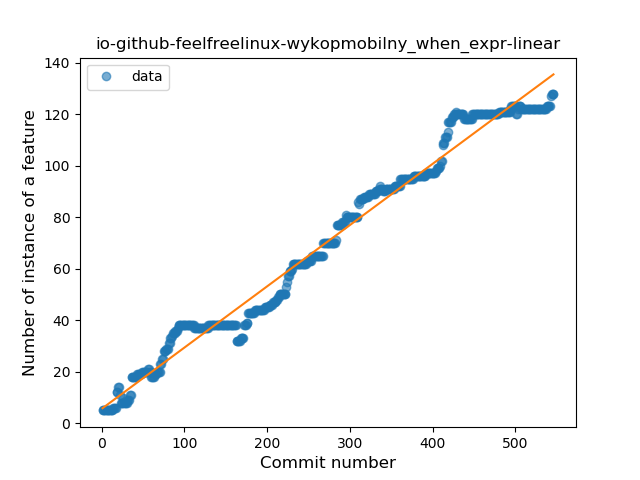 io-github-feelfreelinux-wykopmobilny_when_expr-linear
data
Number of instance of a feature
140
120
100
80
60
40
20
0
0 100 200 300 400 500
Commit number